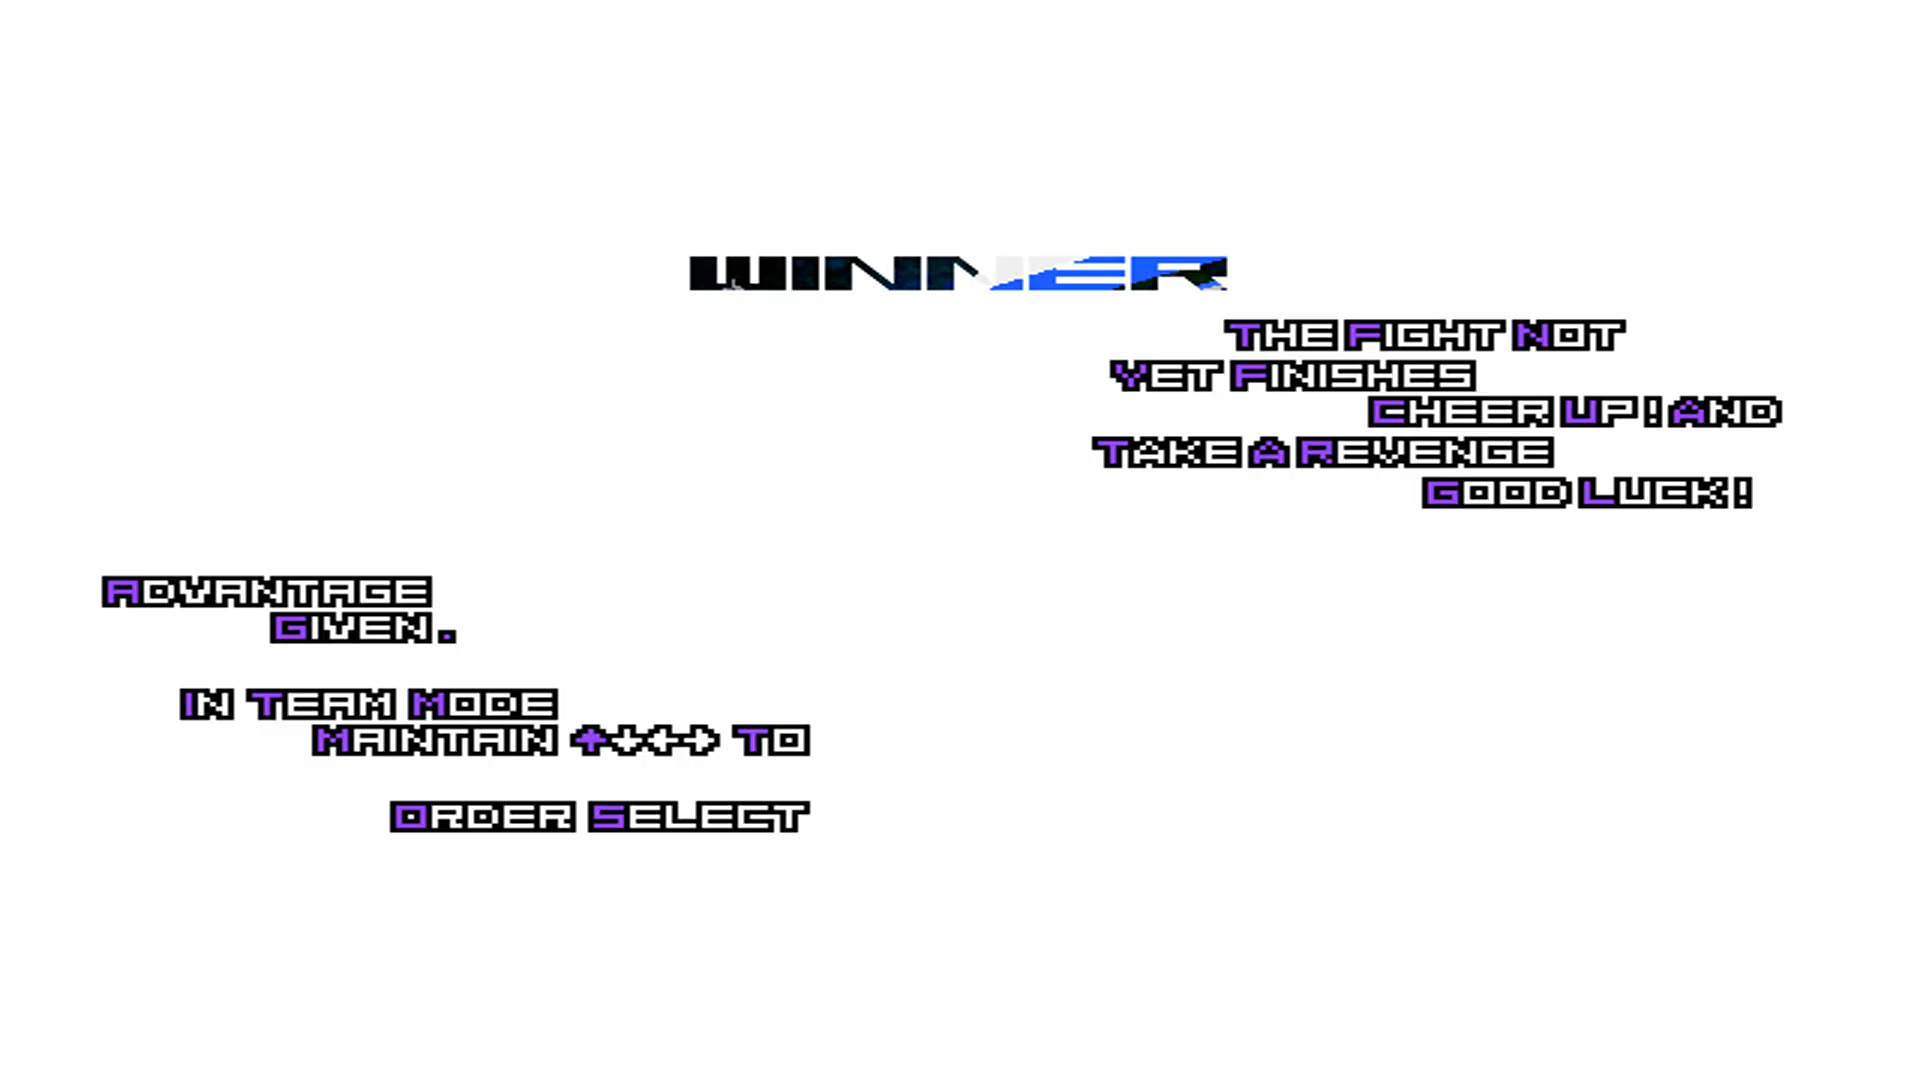 WINNER
THE FIGHT NOT
YET FINISHES
CHEER UP! AND
TAKE A REVENGE
GOOD LUCK!
ADVANTAGE
GIVEN.
IN TEAM MODE
MAINTAIN ↑↓←→ TO
ORDER SELECT